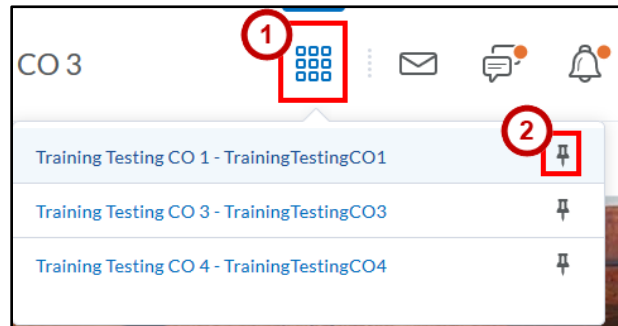 1
CO 3
2
Training Testing CO 1 - TrainingTestingCO1
Training Testing CO 3 - TrainingTestingCO3
Training Testing CO 4 - TrainingTestingCO4